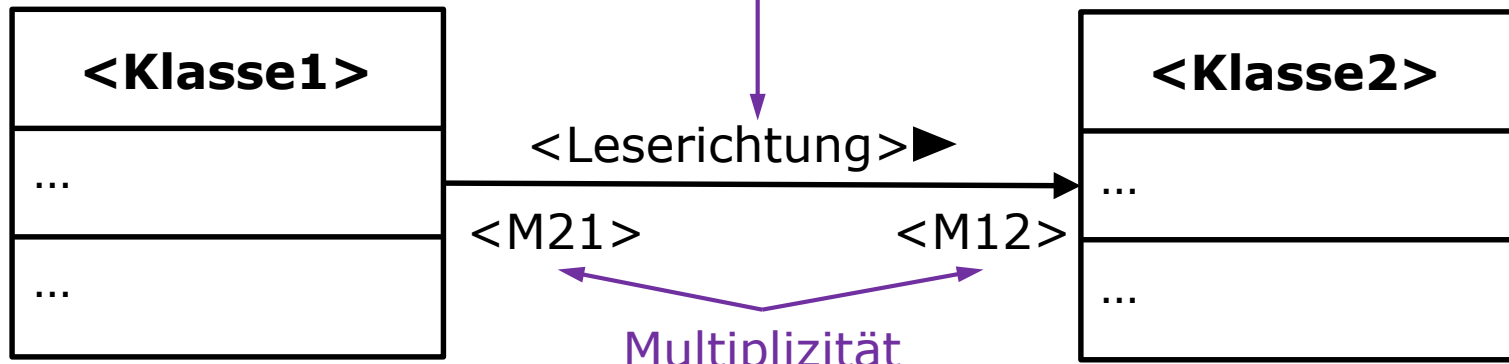 <Klasse1>
<Klasse2>
<Leserichtung>►
...
...
<M21>
<M12>
...
...
Multiplizität